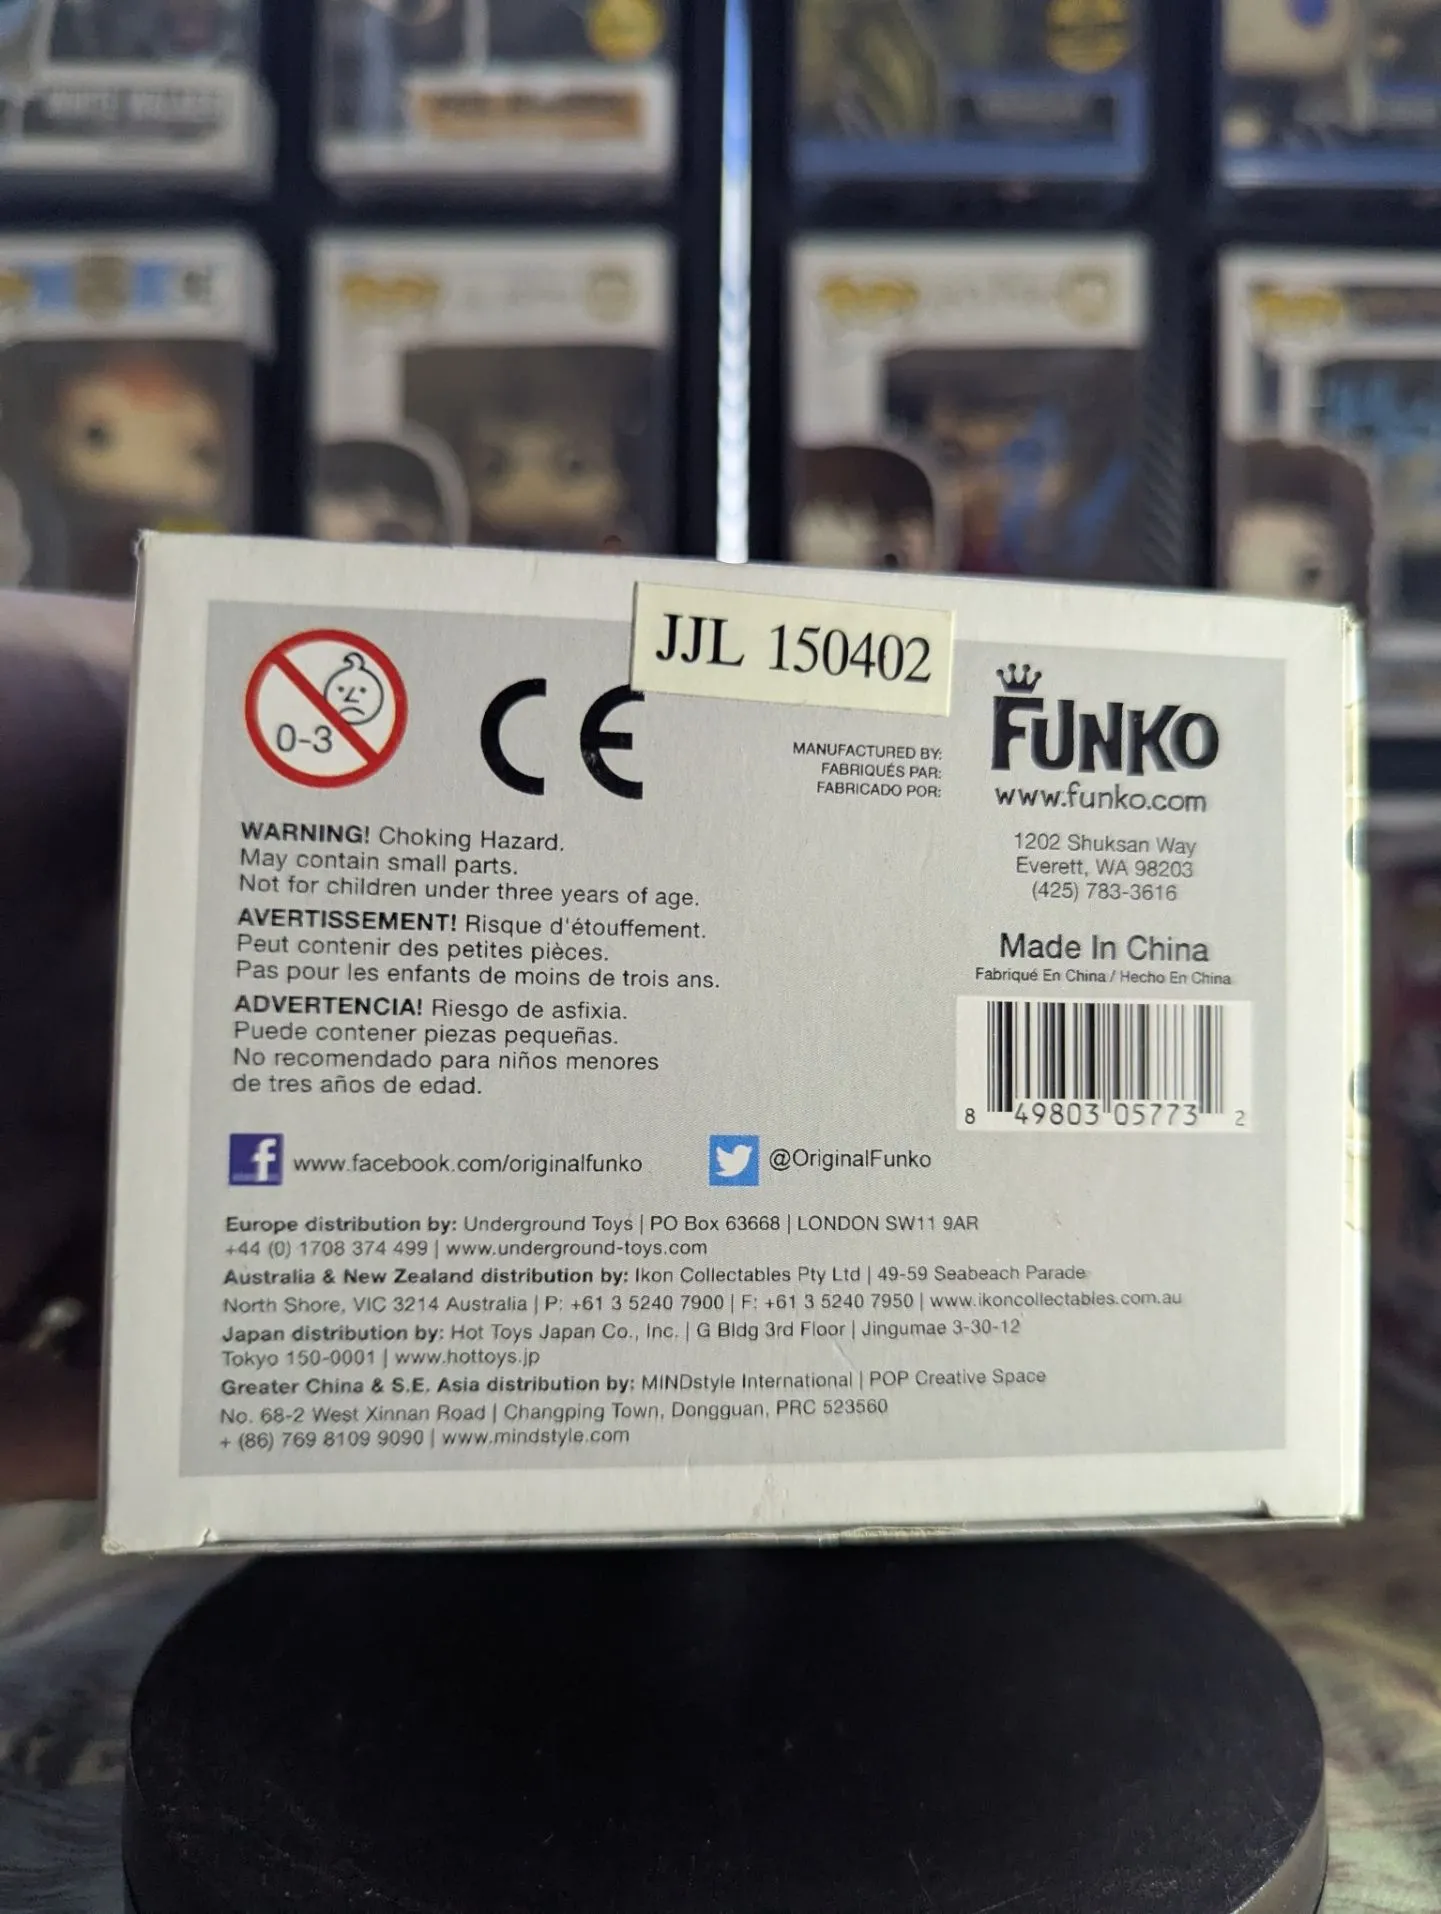 JJL 150402
0-3
CE
MANUFACTURED BY:
FABRIQUÉS PAR:
FABRICADO POR:
FUNKO
www.funko.com
1202 Shuksan Way
Everett, WA 98203
(425) 783-3616
Made In China
Fabriqué En China / Hecho En China
8 49803 05773 2
WARNING! Choking Hazard.
May contain small parts.
Not for children under three years of age.
AVERTISSEMENT! Risque d'étouffement.
Peut contenir des petites pièces.
Pas pour les enfants de moins de trois ans.
ADVERTENCIA! Riesgo de asfixia.
Puede contener piezas pequeñas.
No recomendado para niños menores
de tres años de edad.
f www.facebook.com/originalfunko
@OriginalFunko
Europe distribution by: Underground Toys | PO Box 63668 | LONDON SW11 9AR
+44 (0) 1708 374 499 | www.underground-toys.com
Australia & New Zealand distribution by: Ikon Collectables Pty Ltd | 49-59 Seabeach Parade
North Shore, VIC 3214 Australia | P: +61 3 5240 7900 | F: +61 3 5240 7950 | www.ikoncollectables.com.au
Japan distribution by: Hot Toys Japan Co., Inc. | G Bldg 3rd Floor | Jingumae 3-30-12
Tokyo 150-0001 | www.hottoys.jp
Greater China & S.E. Asia distribution by: MINDstyle International | POP Creative Space
No. 68-2 West Xinnan Road | Changping Town, Dongguan, PRC 523560
+ (86) 769 8109 9090 | www.mindstyle.com